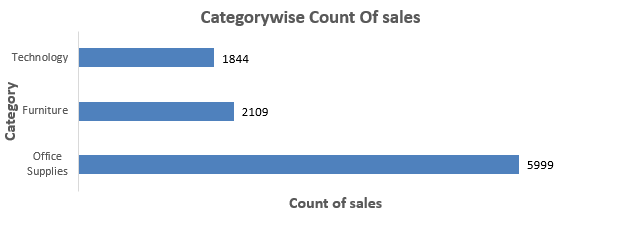 Categorywise Count Of sales
Technology
1844
Furniture
2109
Office
Supplies
5999
Category
Count of sales